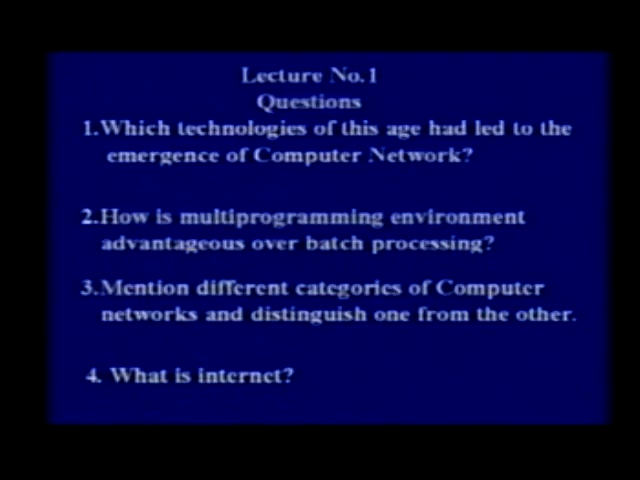 Lecture No.1
Questions
1.Which technologies of this age had led to the
emergence of Computer Network?
2.How is multiprogramming environment
advantageous over batch processing?
3.Mention different categories of Computer
networks and distinguish one from the other.
4. What is internet?